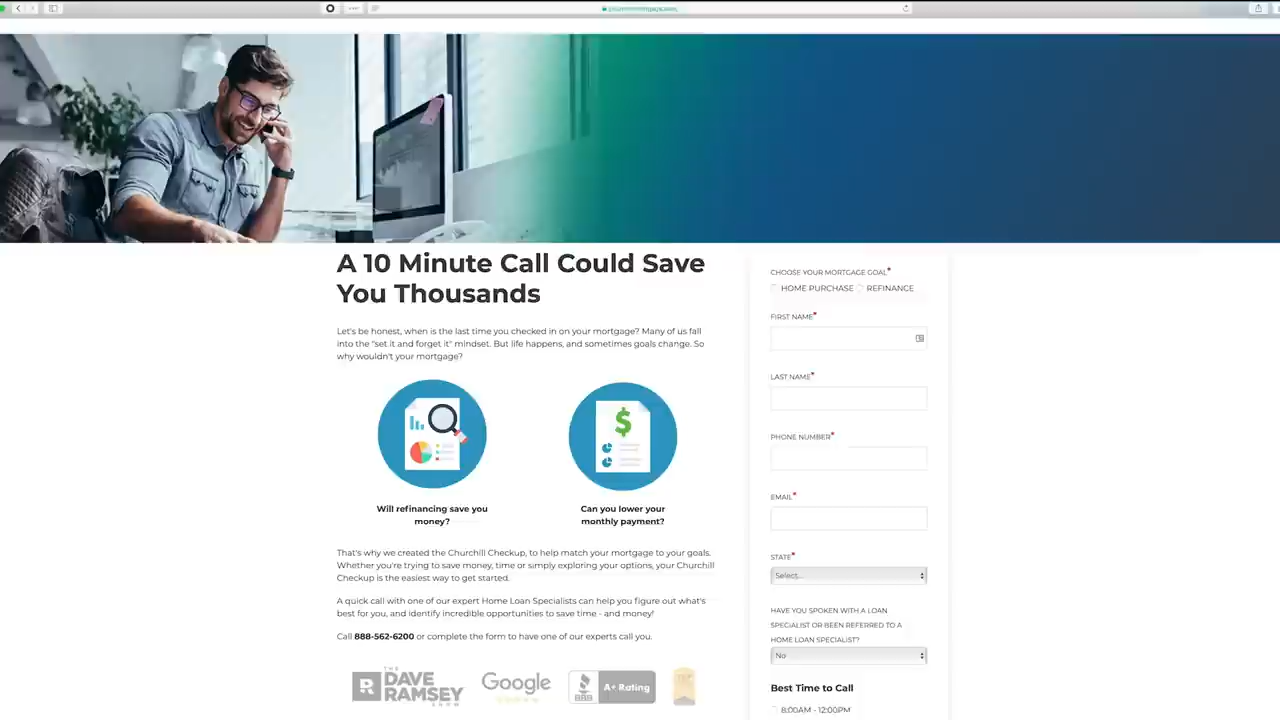 A 10 Minute Call Could Save
You Thousands
Let's be honest, when is the last time you checked in on your mortgage? Many of us fall
into the "set it and forget it" mindset. But life happens, and sometimes goals change. So
why wouldn't your mortgage?
Will refinancing save you
money?
Can you lower your
monthly payment?
That's why we created the Churchill Checkup, to help match your mortgage to your goals.
Whether you're trying to save money, time or simply exploring your options, your Churchill
Checkup is the easiest way to get started.
A quick call with one of our expert Home Loan Specialists can help you figure out what's
best for you, and identify incredible opportunities to save time - and money!
Call 888-562-6200 or complete the form to have one of our experts call you.
THE
DAVE
RAMSEY
SHOW
Google
BBB
A+ Rating
CHOOSE YOUR MORTGAGE GOAL*
HOME PURCHASE REFINANCE
FIRST NAME*
LAST NAME*
PHONE NUMBER*
EMAIL*
STATE*
Select...
HAVE YOU SPOKEN WITH A LOAN
SPECIALIST OR BEEN REFERRED TO A
HOME LOAN SPECIALIST?
No
Best Time to Call
8:00AM - 12:00PM